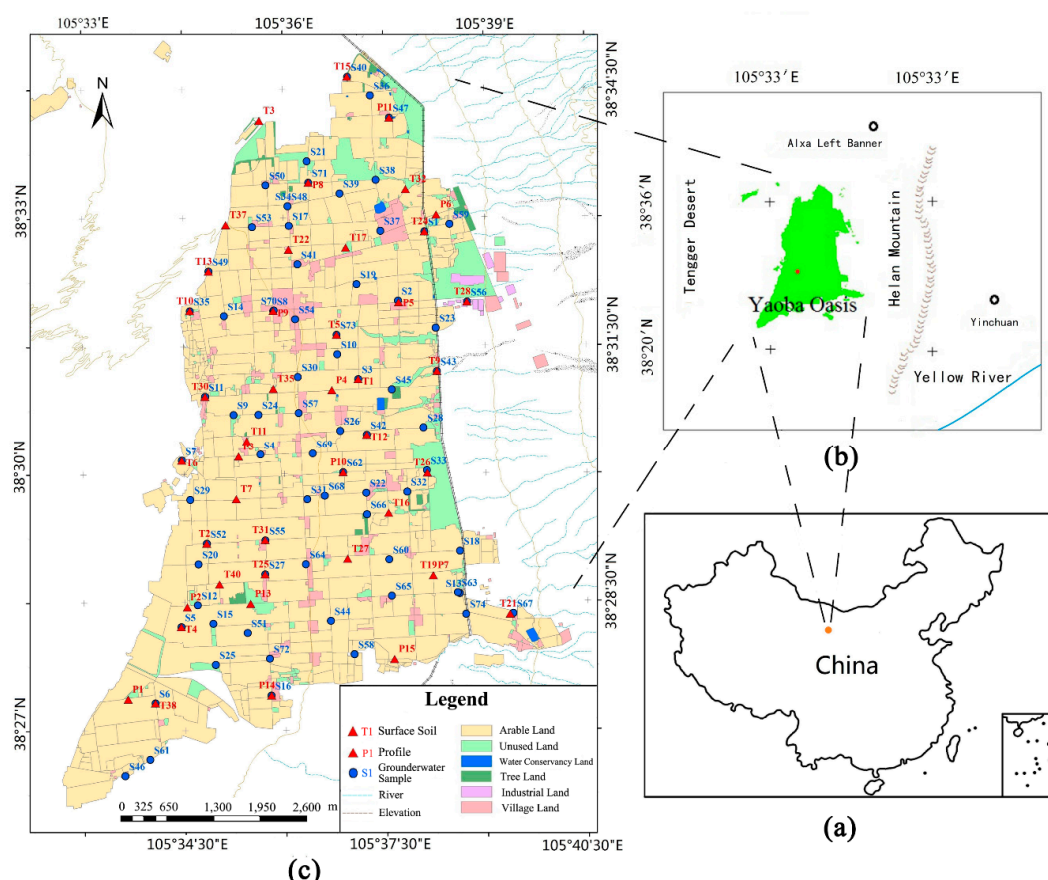 105°33′E
105°36′E
105°39′E
38°34′30″N
38°33′N
38°31′30″N
38°30′N
38°28′30″N
38°27′N
105°34′30″E
105°37′30″E
105°40′30″E
N
T15 S40
S36
P11 S47
T3
S21
S50
S71
P8
S38
S39
T32
S34 S48
P6
S59
T37
S53
S17
S37
T24 S1
T22
T17
S41
T13 S49
S19
T10 S35
S14
S70 S8
P9
S54
S2
P5
T28 S56
S23
T5 S73
S10
T9 S43
S30
S3
T1
T35
P4
S45
T30 S11
S9
S24
S57
S26
S42
T12
S28
T11
S4
S69
S7
T6
P10 S62
T26 S33
T7
S29
S31
S68
S22
S32
S66
T16
T2 S52
T31 S55
S18
S20
T25 S27
S64
T27
S60
T19 P7
T40
S13 S63
P2
S12
P13
S65
S74
T21 S67
S5
T4
S15
S51
S44
S25
S72
S58
P15
P14 S16
P1
S6
T38
S61
S46
0 325 650 1,300 1,950 2,600 m
Legend
T1 Surface Soil
P1 Profile
S1 Groundwater
Sample
River
Elevation
Arable Land
Unused Land
Water Conservancy Land
Tree Land
Industrial Land
Village Land
(c)
105°33′E
105°33′E
38°36′N
38°20′N
Alxa Left Banner
Tengger Desert
Helan Mountain
Yaoba Oasis
Yinchuan
Yellow River
(b)
China
(a)